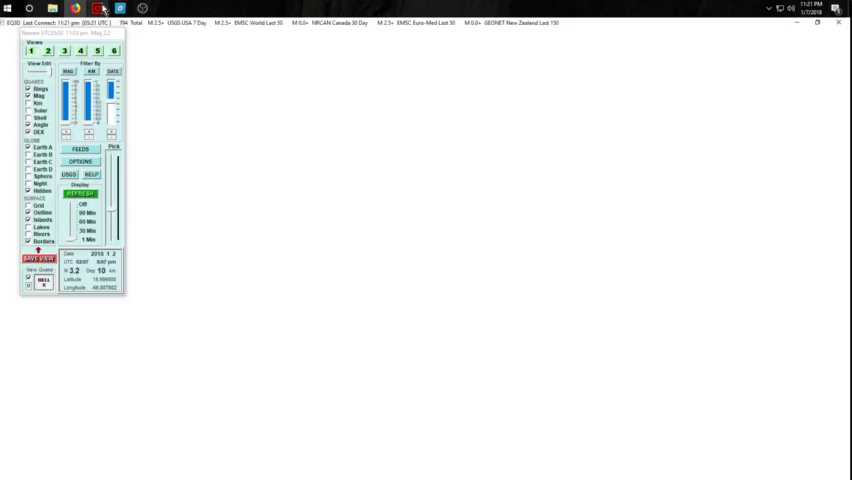 11:21 PM
1/7/2018
EQ3D Last Connect: 11:21 pm [05:21 UTC ] 794 Total M 2.5+ USGS USA 7 Day M 2.5+ EMSC World Last 50 M 0.0+ NRCAN Canada 30 Day M 2.5+ EMSC Euro-Med Last 50 M 0.0+ GEONET New Zealand Last 150
Views
1 2 3 4 5 6
View Edit Filter By
MAG KM DATE
QUAKES
Rings
Mag
Km
Solar
Shell
Angle
DEX
GLOBE
Earth A
Earth B
Earth C
Earth D
Sphere
Night
Hidden
SURFACE
Grid
Outline
Islands
Lakes
Rivers
Borders
SAVE VIEW
New Quake
BELL
X
Pick
FEEDS
OPTIONS
USGS HELP
Display
REFRESH
Off
90 Min
60 Min
30 Min
1 Min
Date 2018 1 2
UTC 02:07 8:07 pm
M 3.2 Dep 10 km
Latitude
Longitude